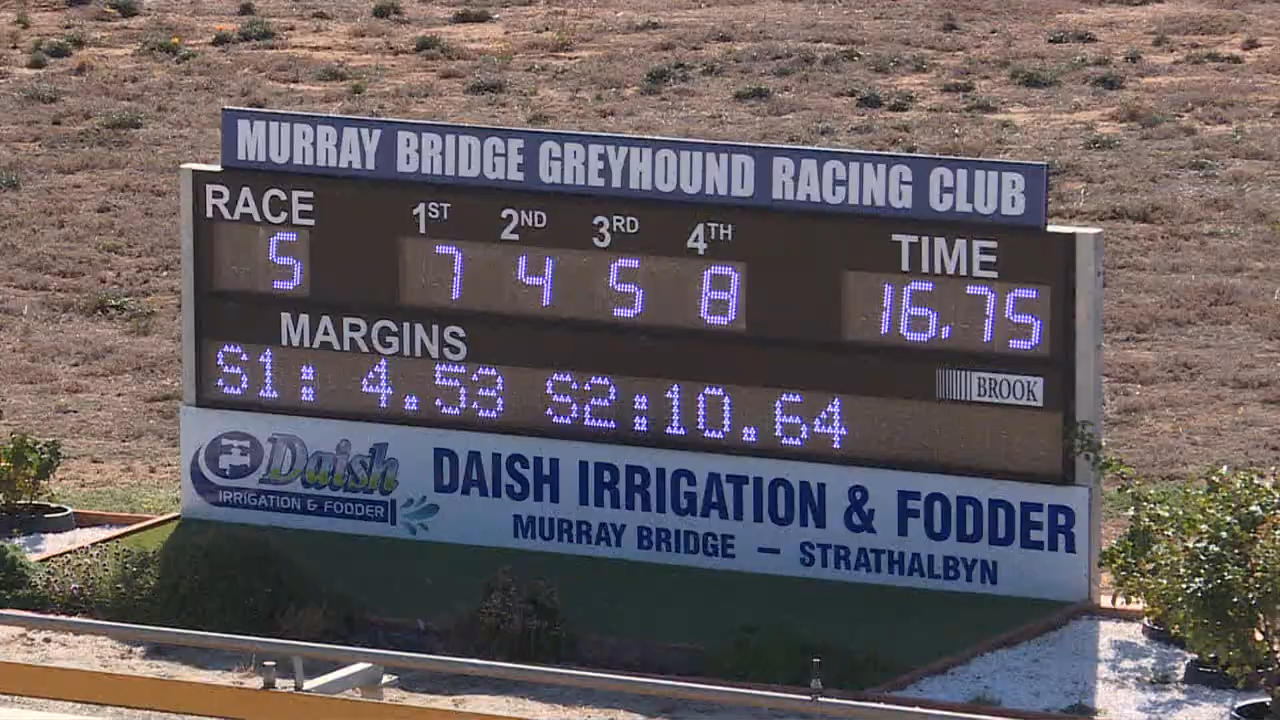 MURRAY BRIDGE GREYHOUND RACING CLUB
RACE 1ST 2ND 3RD 4TH TIME
5 7 4 5 8 16.75
MARGINS
BROOK
S1: 4.53 S2:10.64
Daish
IRRIGATION & FODDER
DAISH IRRIGATION & FODDER
MURRAY BRIDGE – STRATHALBYN